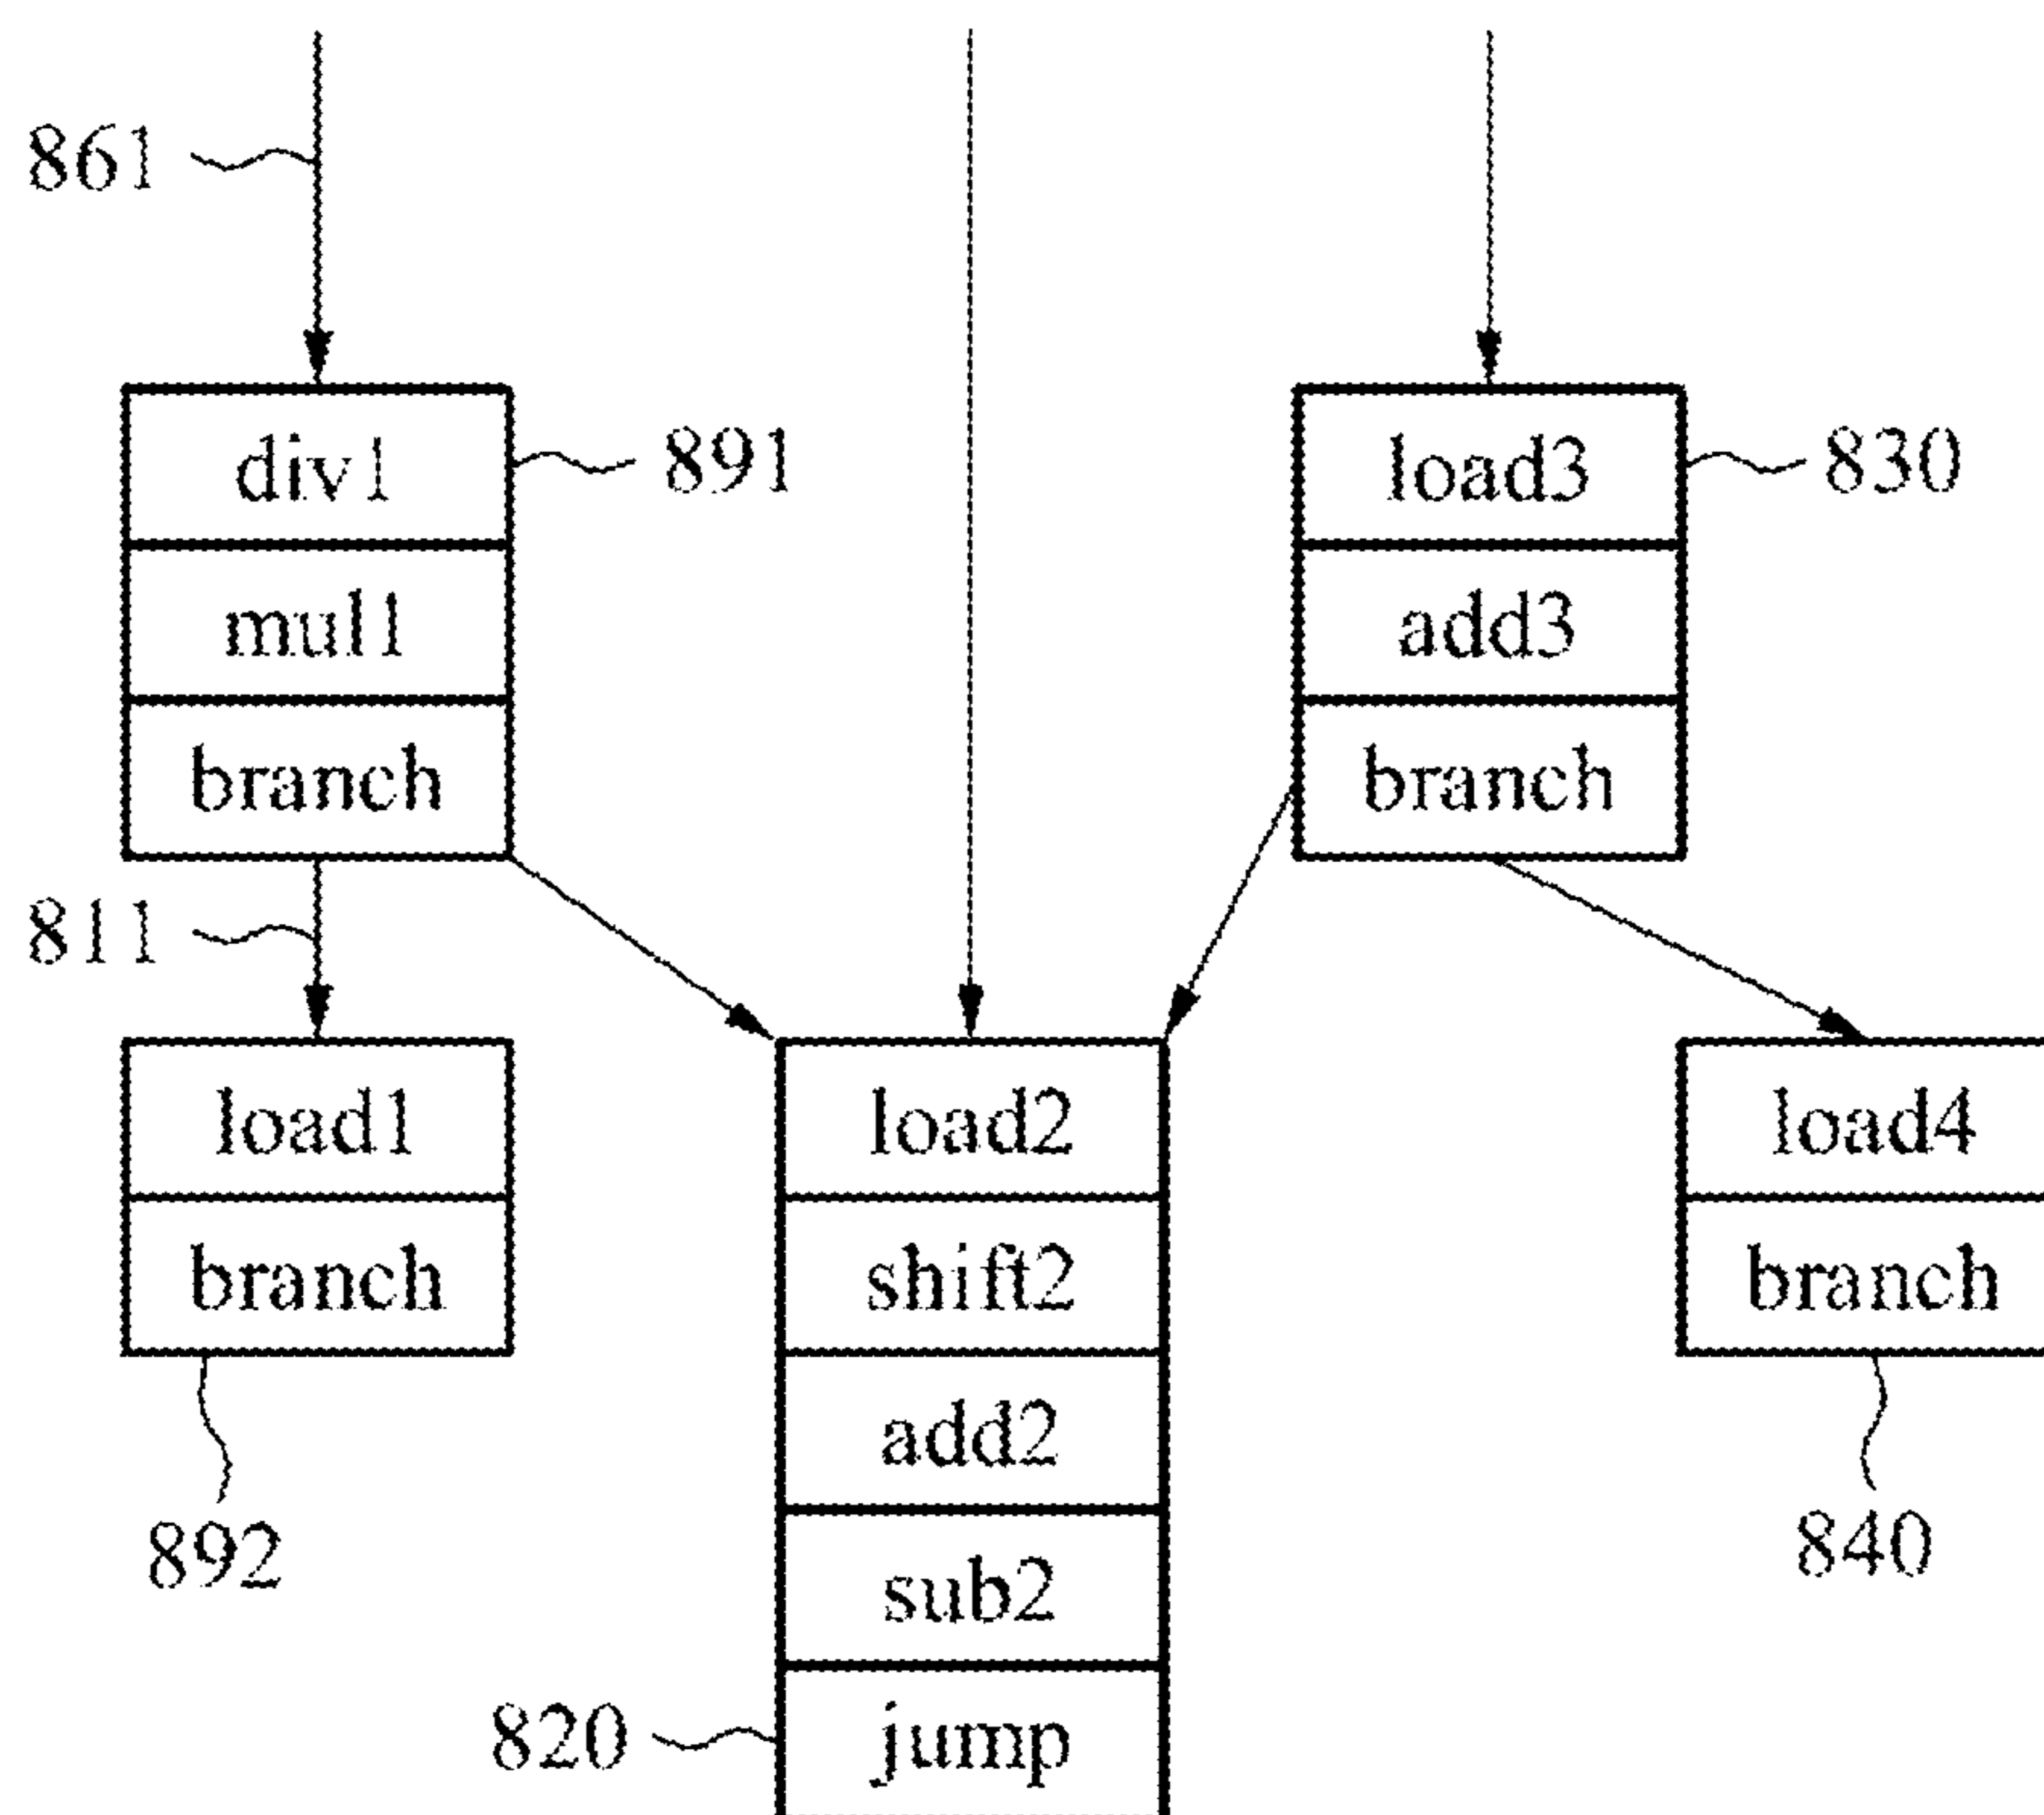 861
div1
891
load3
830
mul1
add3
branch
branch
811
load1
load2
load4
branch
shift2
branch
add2
892
sub2
840
820
jump